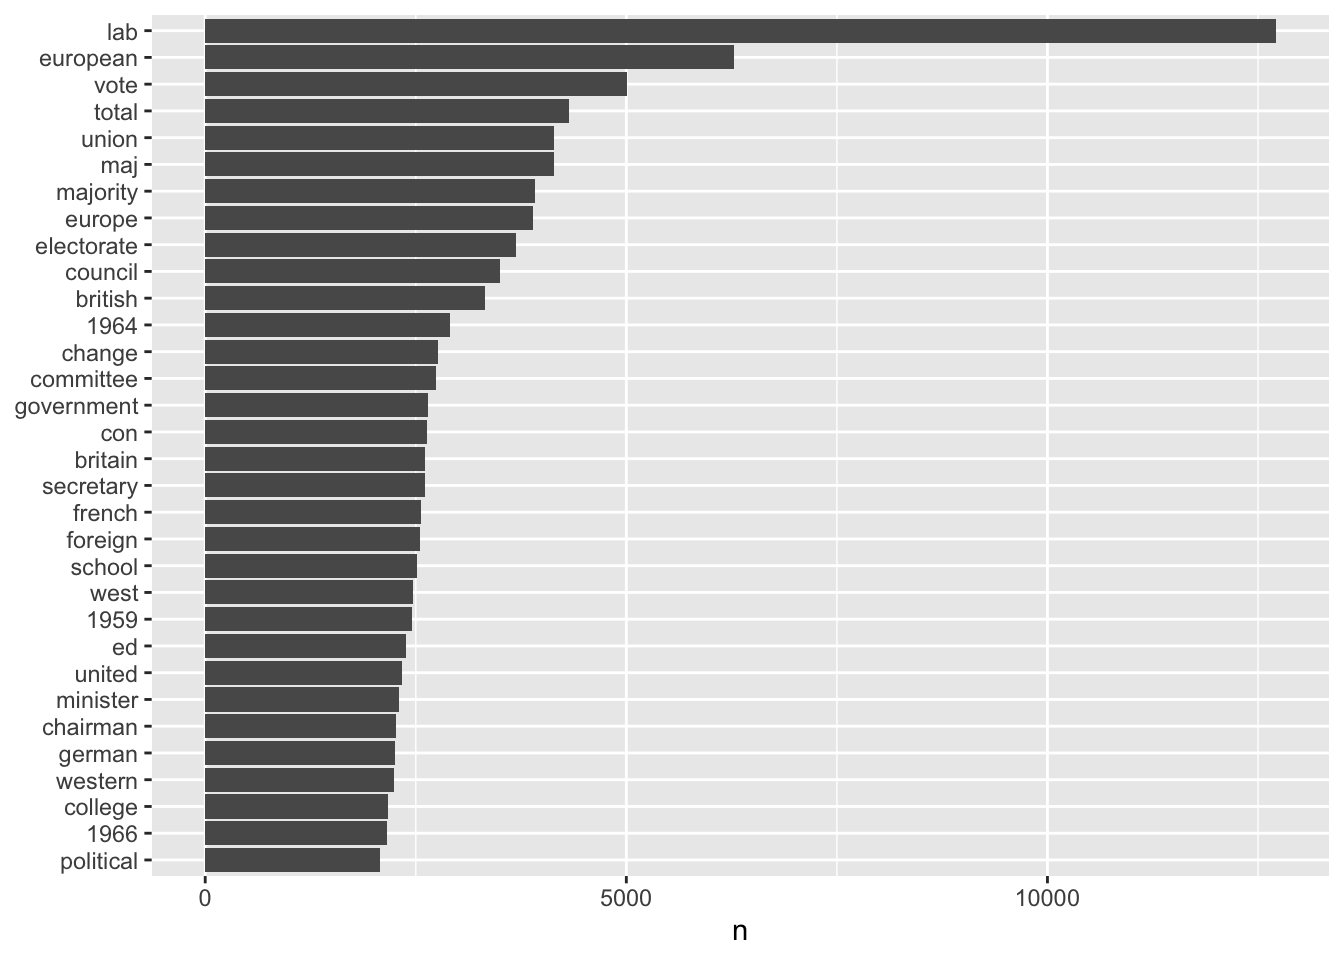 lab
european
vote
total
union
maj
majority
europe
electorate
council
british
1964
change
committee
government
con
britain
secretary
french
foreign
school
west
1959
ed
united
minister
chairman
german
western
college
1966
political
0 5000 10000
n